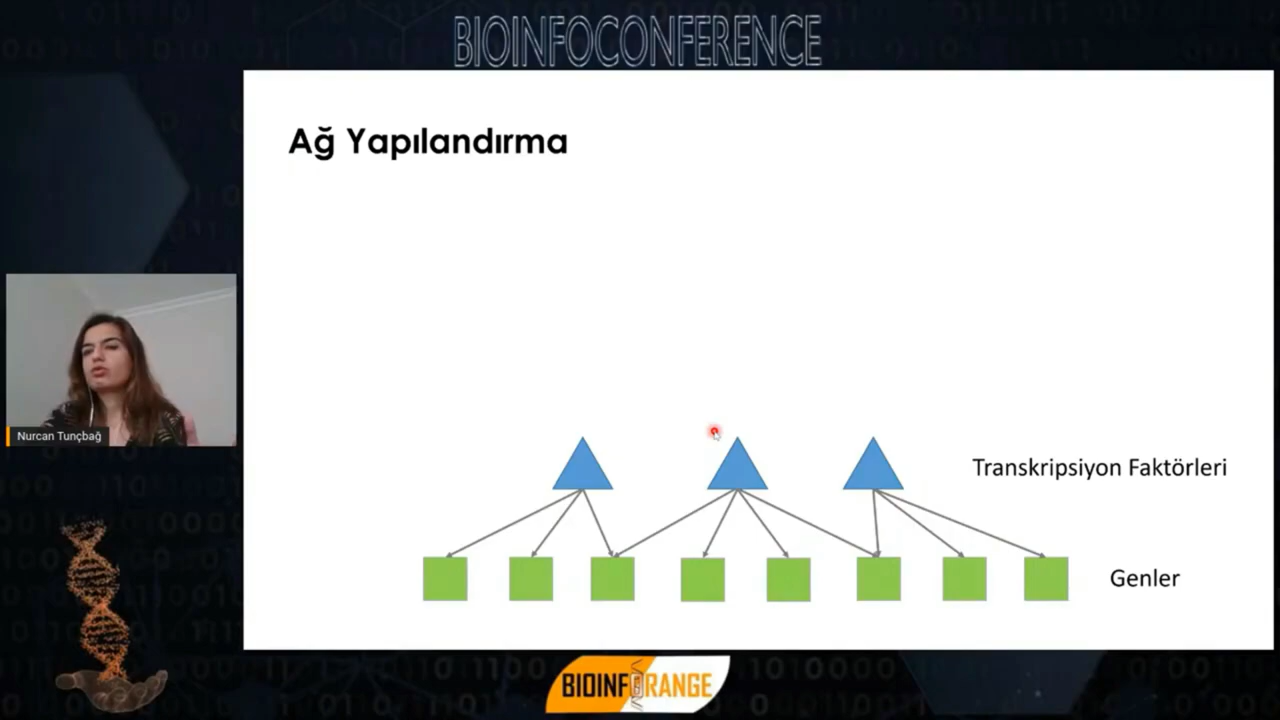 BIOINFOCONFERENCE
Ağ Yapılandırma
Nurcan Tunçbağ
Transkripsiyon Faktörleri
Genler
BIOINFORANGE